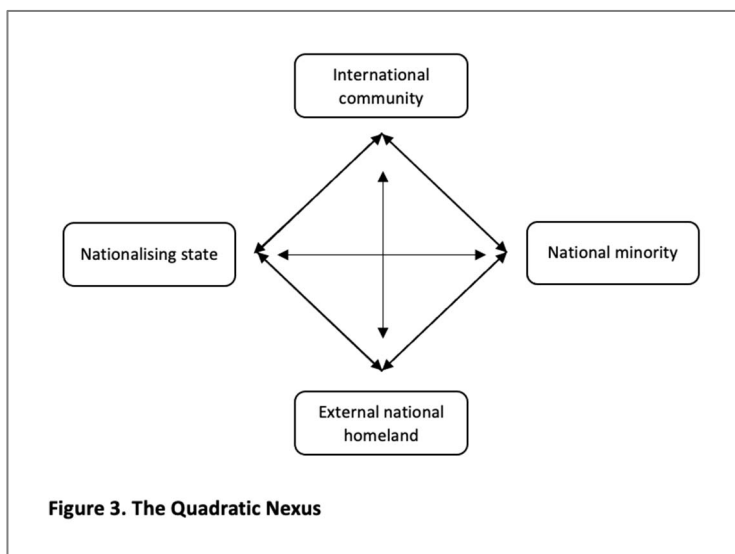 International
community
Nationalising state
National minority
External national
homeland
Figure 3. The Quadratic Nexus